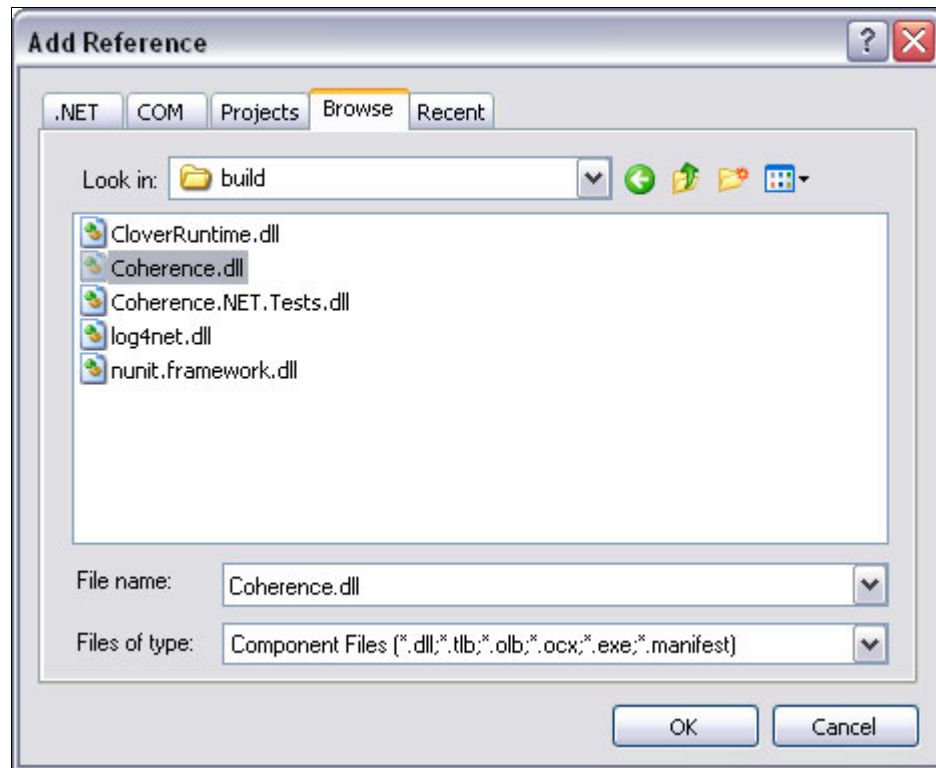 Add Reference
.NET COM Projects Browse Recent
Look in: build
CloverRuntime.dll
Coherence.dll
Coherence.NET.Tests.dll
log4net.dll
nunit.framework.dll
File name: Coherence.dll
Files of type: Component Files (*.dll;*.tlb;*.olb;*.ocx;*.exe;*.manifest)
OK Cancel